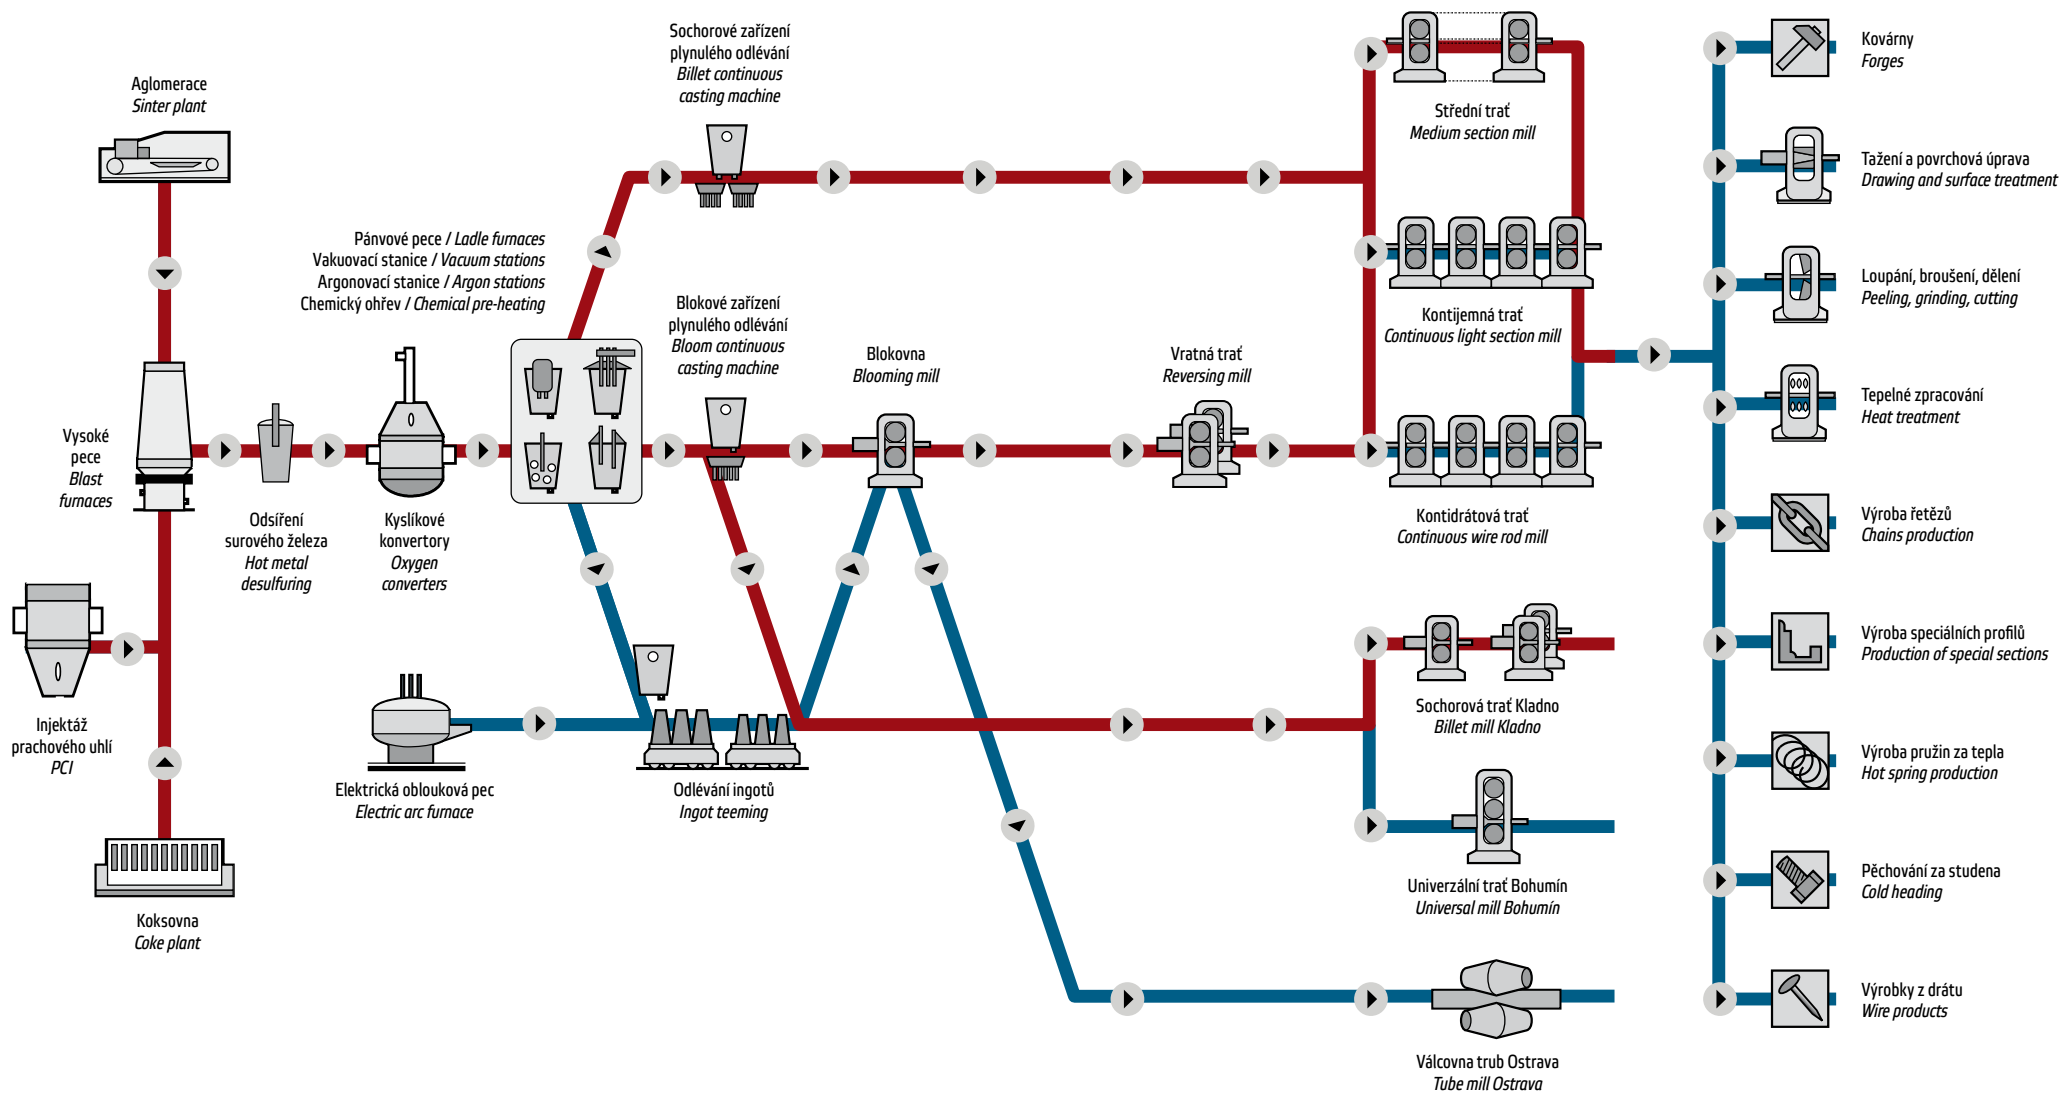 Aglomerace
Sinter plant
Sochorové zařízení
plynulého odlévání
Billet continuous
casting machine
Střední trať
Medium section mill
Kovárny
Forges
Tažení a povrchová úprava
Drawing and surface treatment
Pánvové pece / Ladle furnaces
Vakuovací stanice / Vacuum stations
Argonovací stanice / Argon stations
Chemický ohřev / Chemical pre-heating
Loupání, broušení, dělení
Peeling, grinding, cutting
Blokové zařízení
plynulého odlévání
Bloom continuous
casting machine
Kontijemná trať
Continuous light section mill
Blokovna
Blooming mill
Vratná trať
Reversing mill
Tepelné zpracování
Heat treatment
Vysoké
pece
Blast
furnaces
Odsíření
surového železa
Hot metal
desulfuring
Kyslíkové
konvertory
Oxygen
converters
Kontidrátová trať
Continuous wire rod mill
Výroba řetězů
Chains production
Výroba speciálních profilů
Production of special sections
Injektáž
prachového uhlí
PCI
Sochorová trať Kladno
Billet mill Kladno
Výroba pružin za tepla
Hot spring production
Elektrická oblouková pec
Electric arc furnace
Odlévání ingotů
Ingot teeming
Univerzální trať Bohumín
Universal mill Bohumín
Pěchování za studena
Cold heading
Koksovna
Coke plant
Výrobky z drátu
Wire products
Válcovna trub Ostrava
Tube mill Ostrava